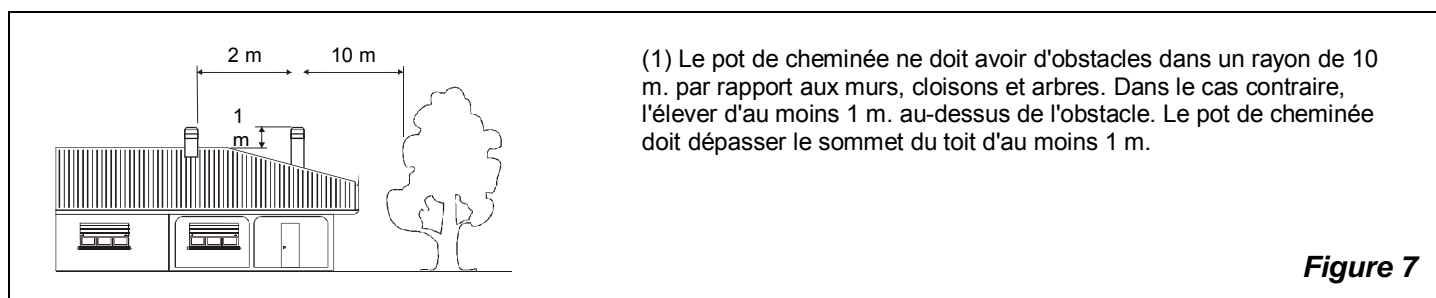 2 m
10 m
1
m
(1) Le pot de cheminée ne doit avoir d'obstacles dans un rayon de 10
m. par rapport aux murs, cloisons et arbres. Dans le cas contraire,
l'élever d'au moins 1 m. au-dessus de l'obstacle. Le pot de cheminée
doit dépasser le sommet du toit d'au moins 1 m.
Figure 7